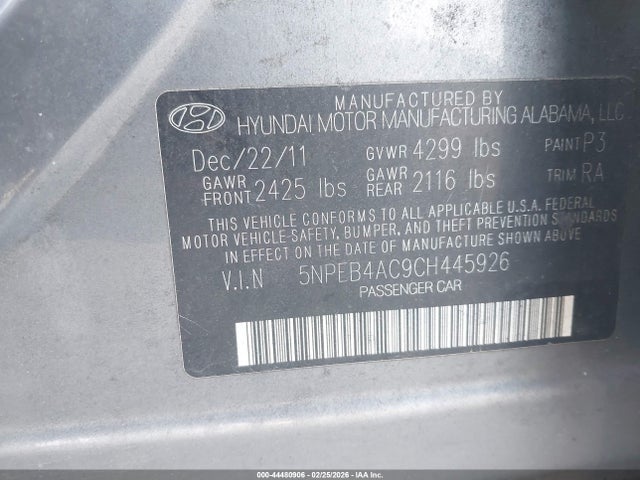 MANUFACTURED BY
HYUNDAI MOTOR MANUFACTURING ALABAMA, LLC
Dec/22/11 GVWR 4299 lbs PAINT P3
GAWR FRONT 2425 lbs GAWR REAR 2116 lbs TRIM RA
THIS VEHICLE CONFORMS TO ALL APPLICABLE U.S.A. FEDERAL
MOTOR VEHICLE SAFETY, BUMPER, AND THEFT PREVENTION STANDARDS
IN EFFECT ON THE DATE OF MANUFACTURE SHOWN ABOVE
V.I.N 5NPEB4AC9CH445926
PASSENGER CAR
000-44480906 - 02/25/2026 - IAAI.COM